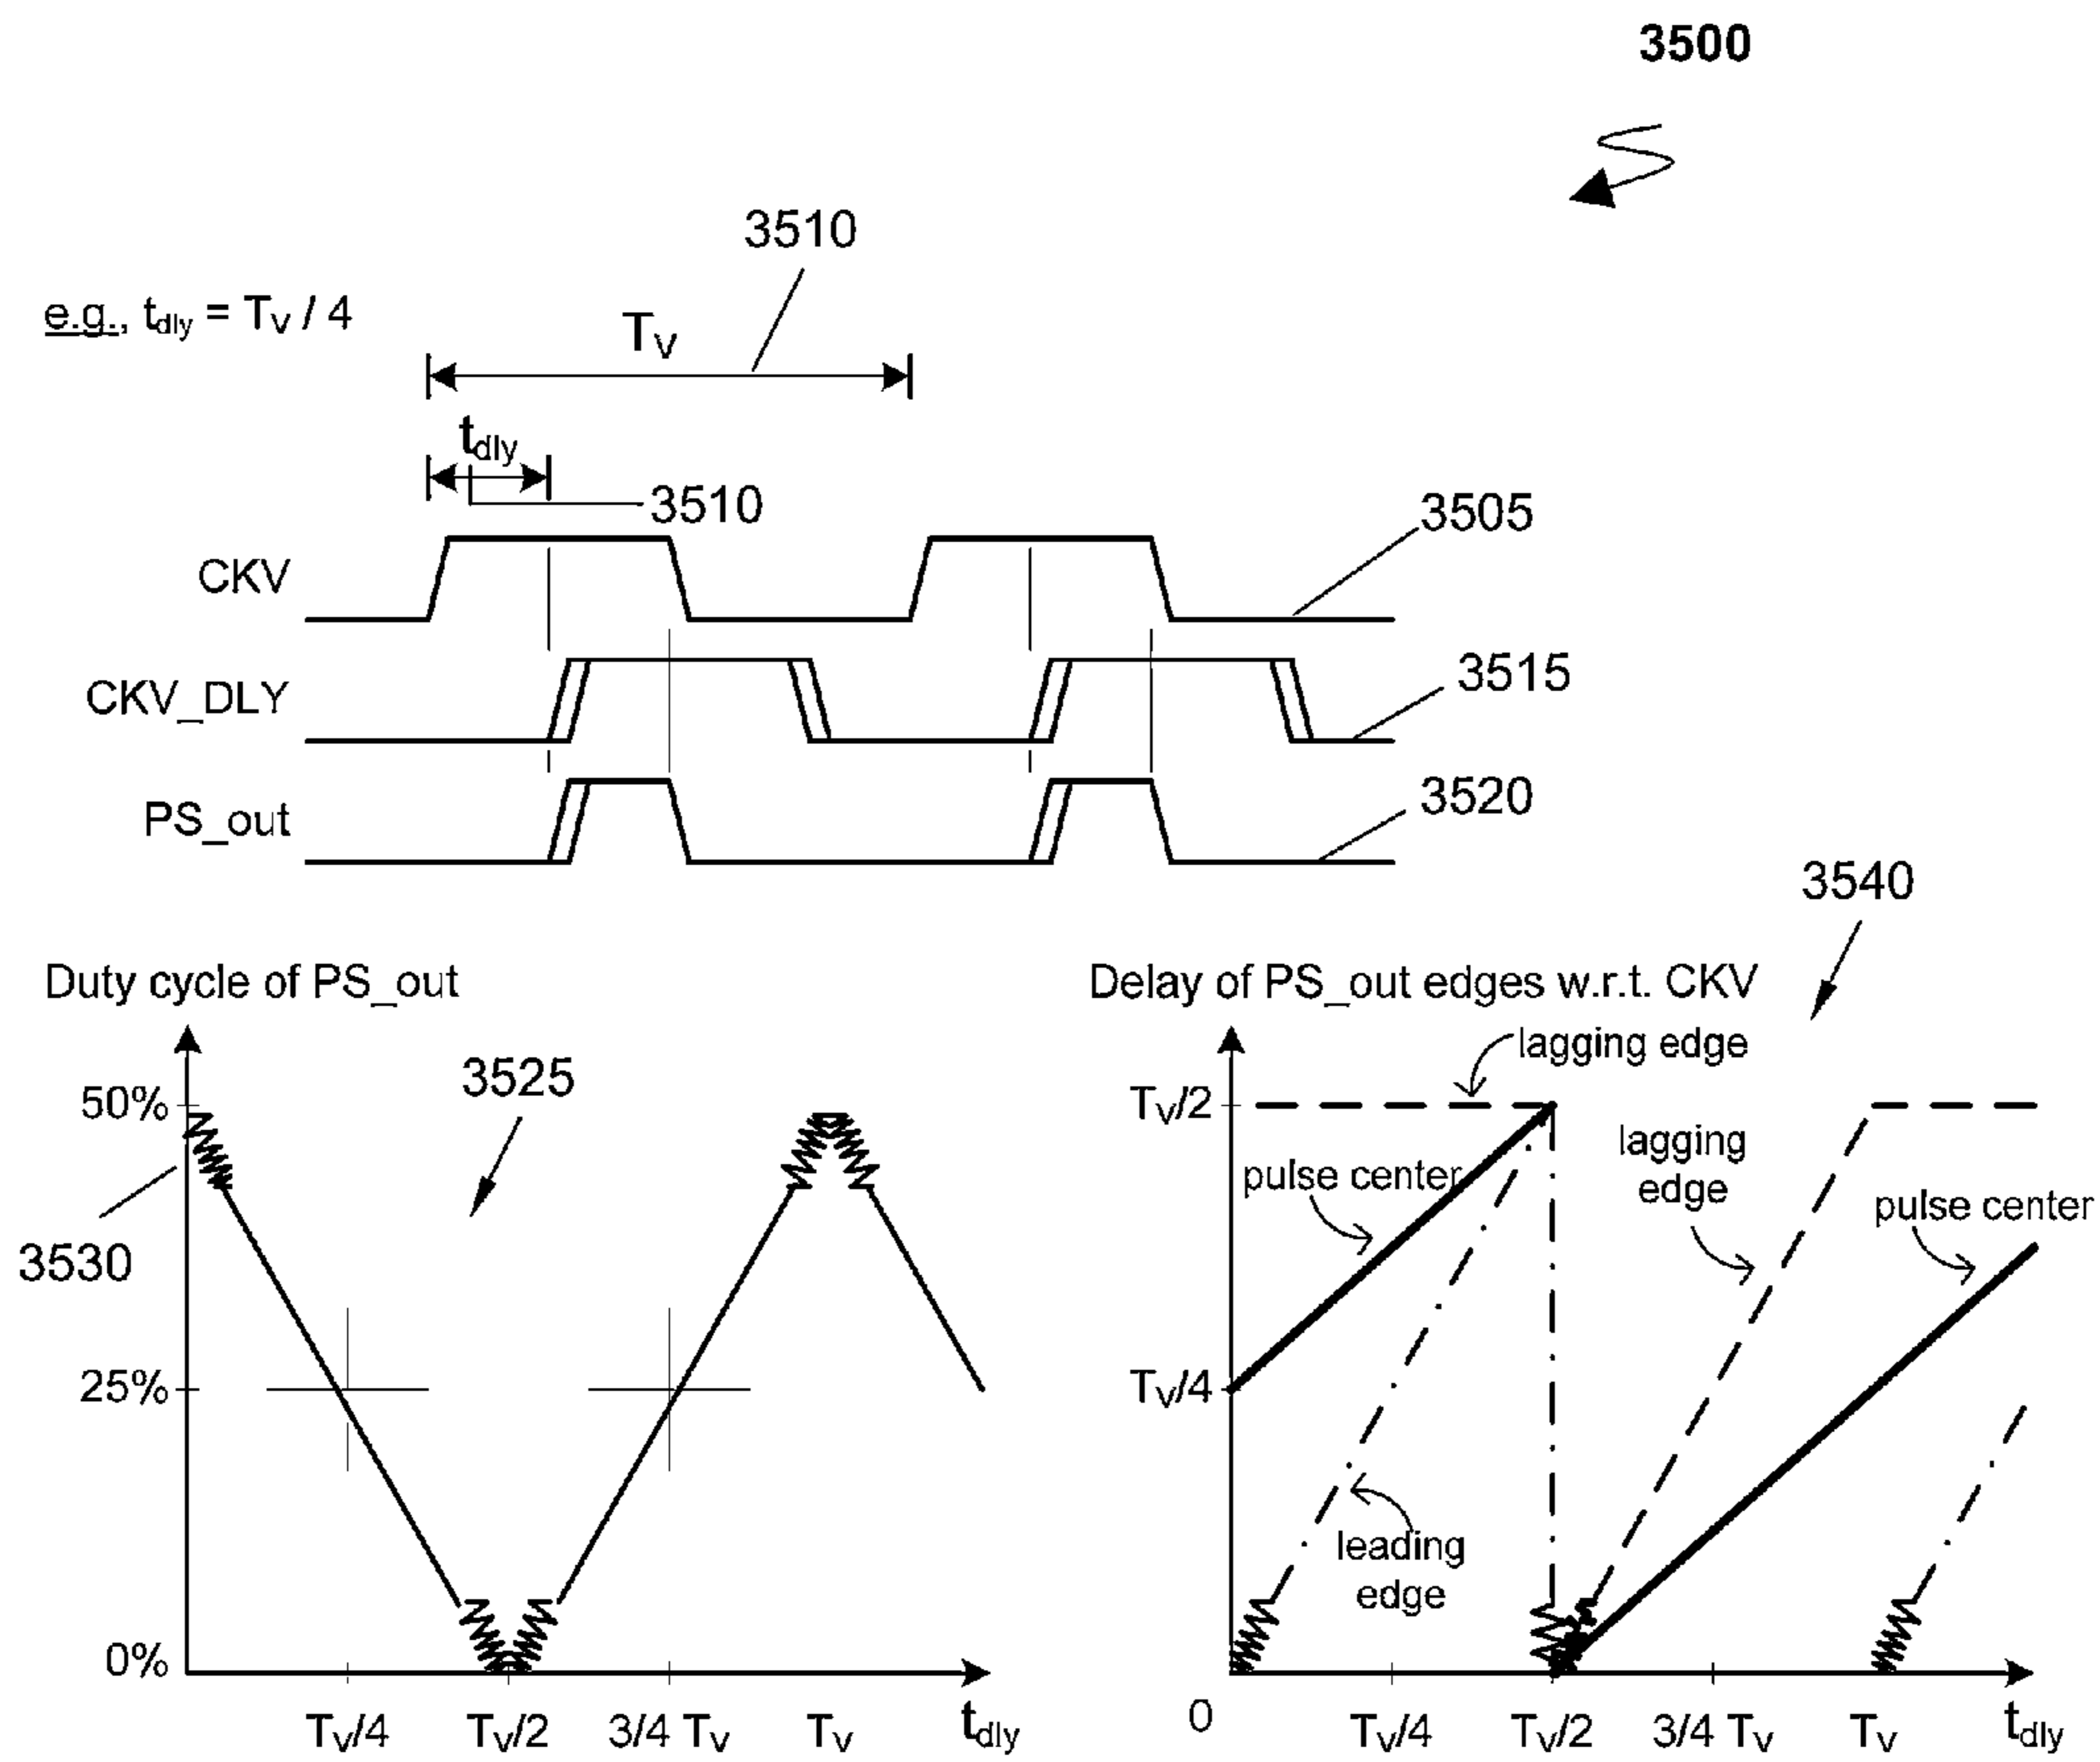 3500
3510
e.g., tdly = TV / 4
TV
tdly
3510
3505
CKV
3515
CKV_DLY
3520
PS_out
3540
Duty cycle of PS_out
Delay of PS_out edges w.r.t. CKV
lagging edge
3525
50%
TV/2
lagging
edge
pulse center
pulse center
3530
25%
TV/4
leading
edge
0%
0
TV/4
TV/2
3/4 TV
TV
tdly
TV/4
TV/2
3/4 TV
TV
tdly